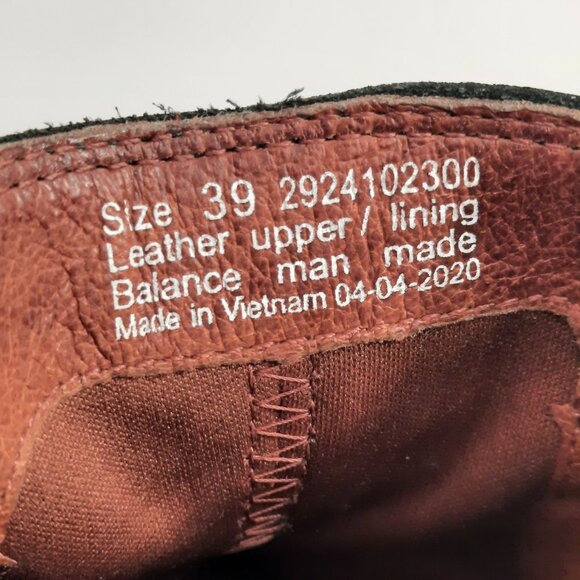 Size 39 2924102300
Leather upper/ lining
Balance man made
Made in Vietnam 04-04-2020